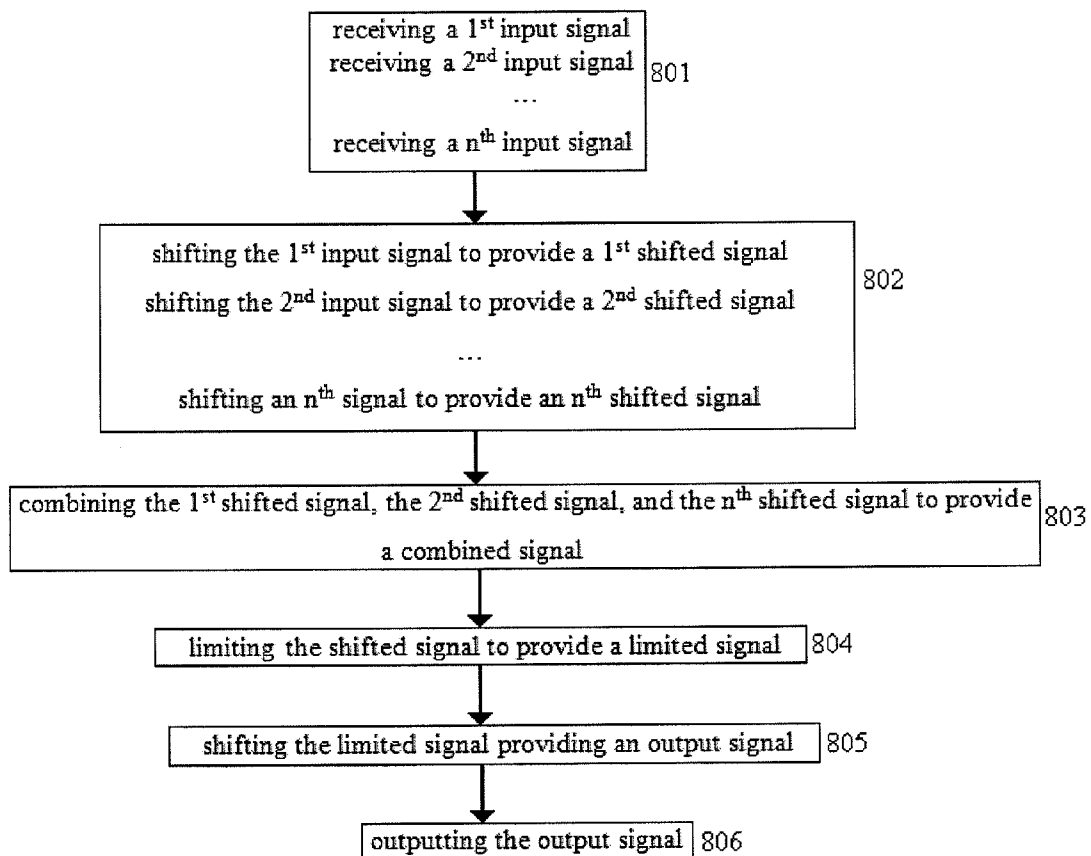 receiving a 1st input signal
receiving a 2nd input signal
...
receiving a nth input signal
801
shifting the 1st input signal to provide a 1st shifted signal
shifting the 2nd input signal to provide a 2nd shifted signal
...
shifting an nth signal to provide an nth shifted signal
802
combining the 1st shifted signal, the 2nd shifted signal, and the nth shifted signal to provide
a combined signal
803
limiting the shifted signal to provide a limited signal
804
shifting the limited signal providing an output signal
805
outputting the output signal
806